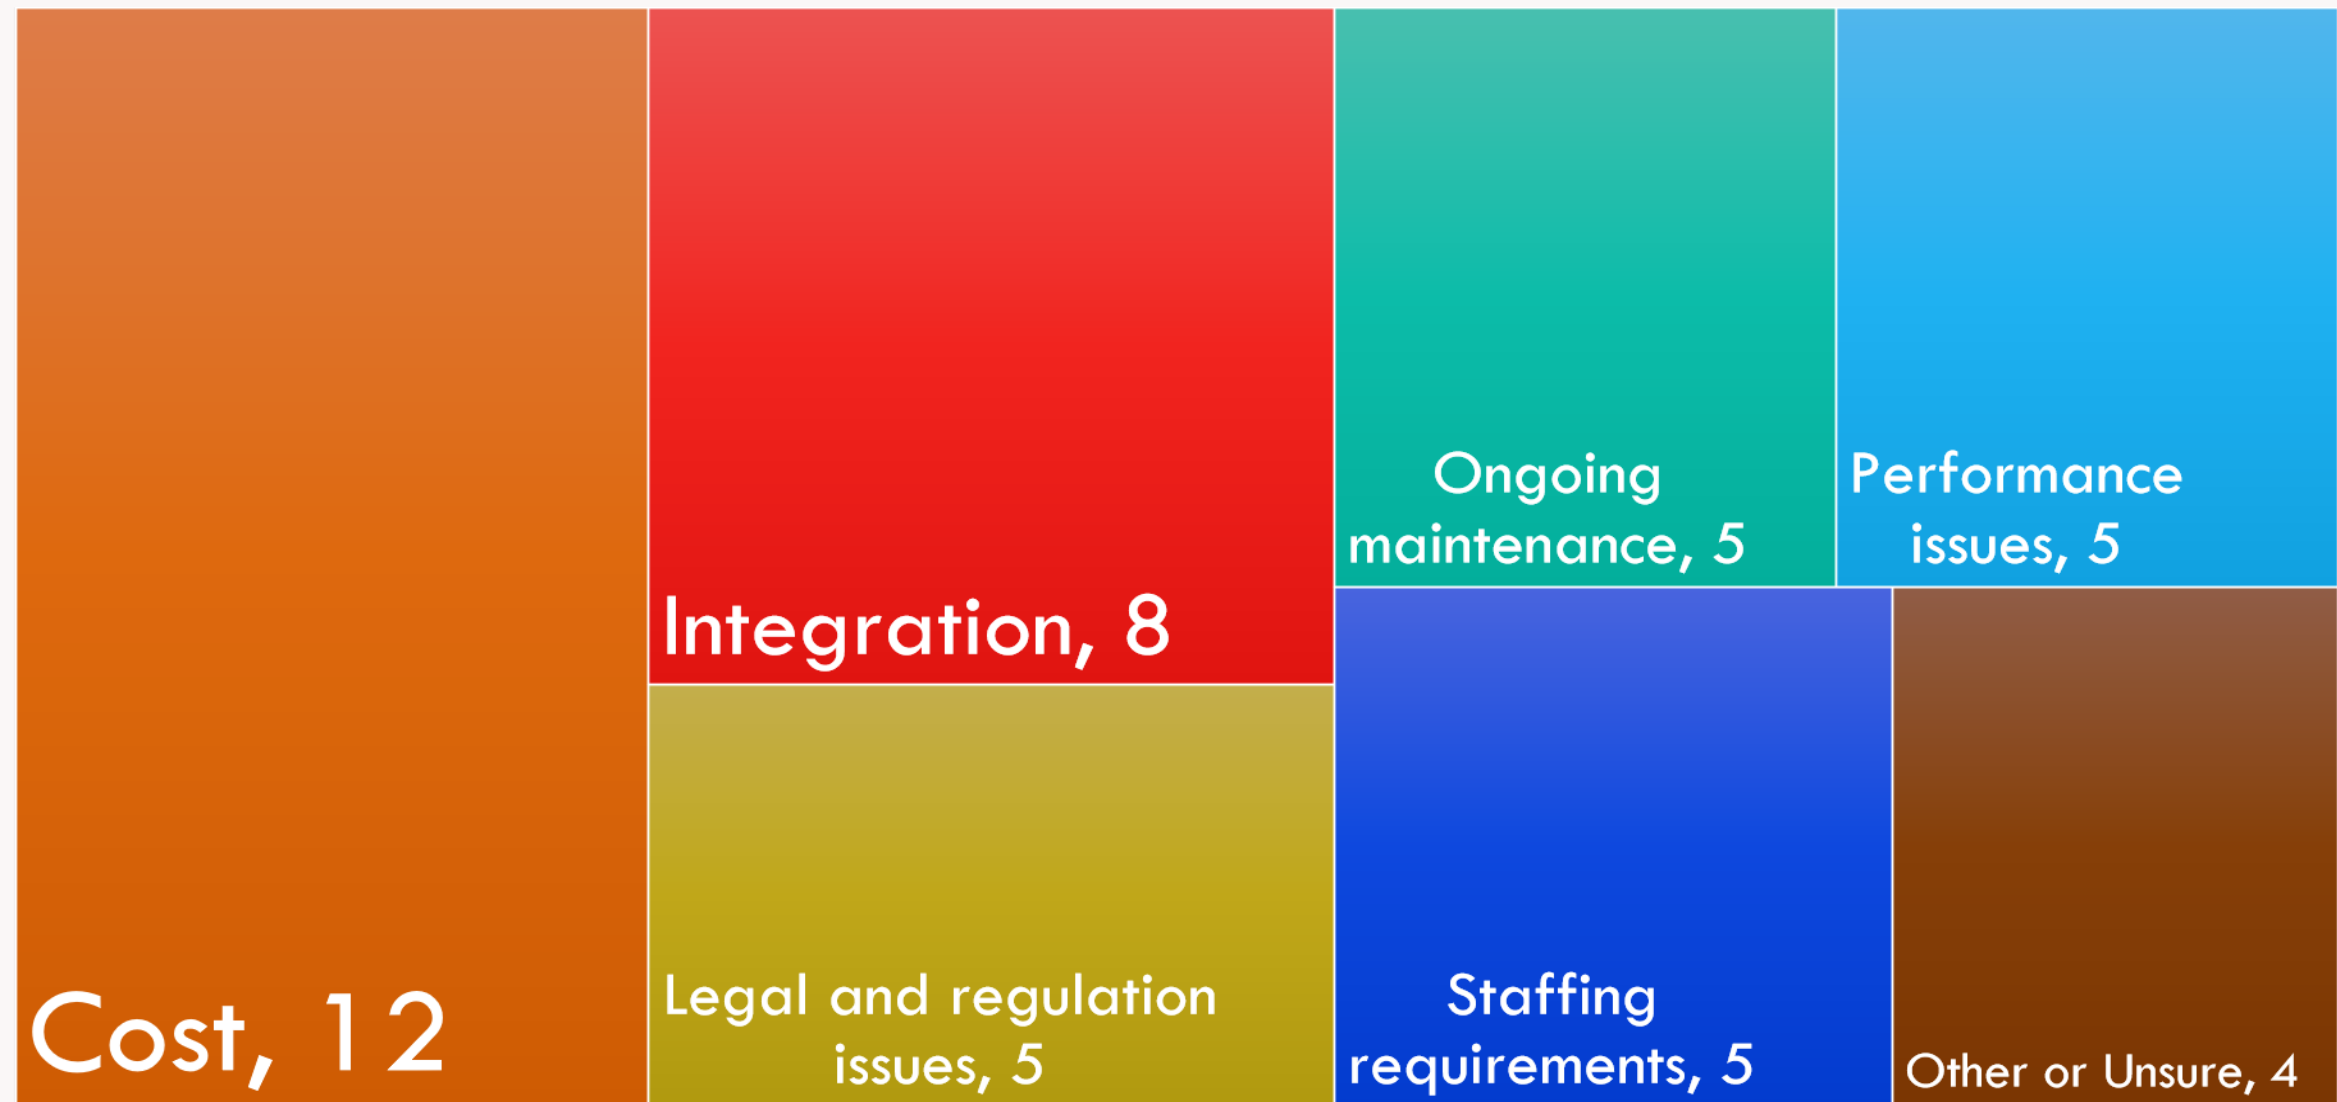 Cost, 12
Integration, 8
Legal and regulation
issues, 5
Ongoing
maintenance, 5
Performance
issues, 5
Staffing
requirements, 5
Other or Unsure, 4